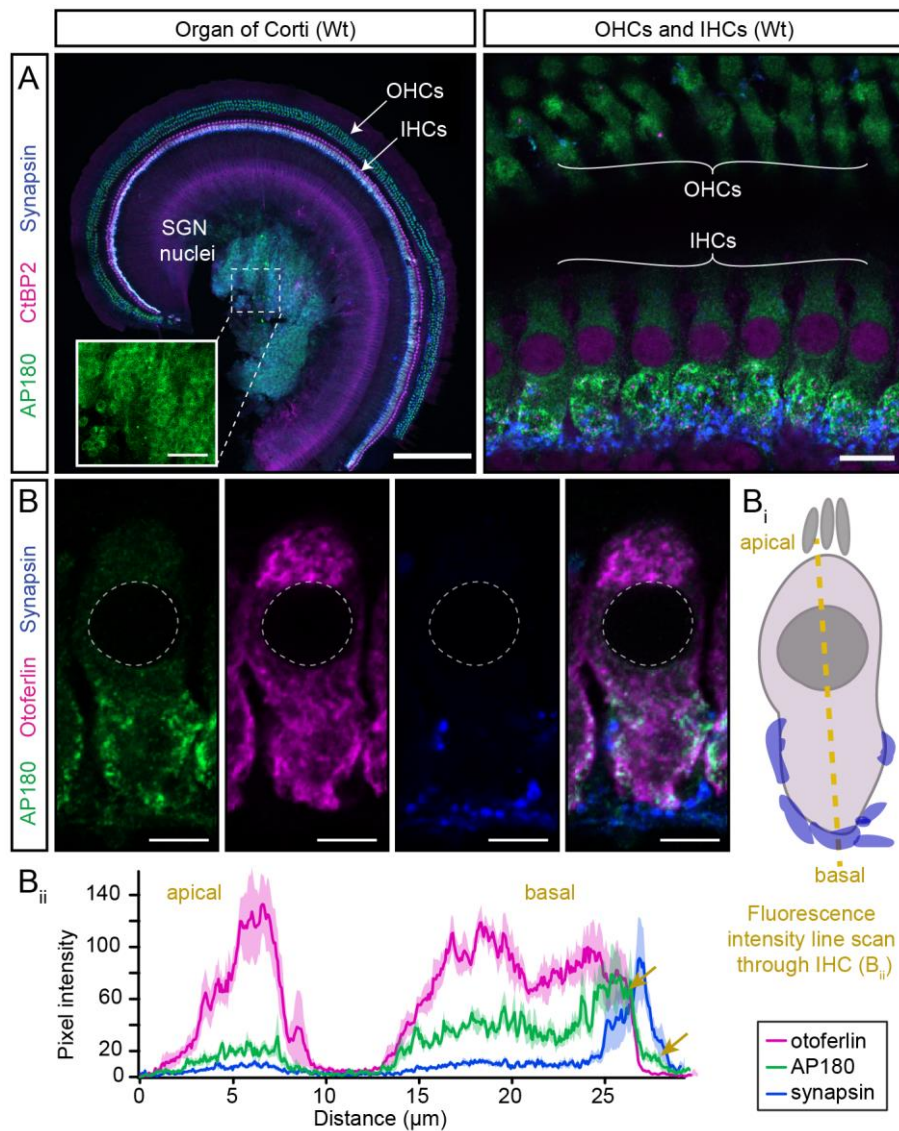 Organ of Corti (Wt)
OHCs and IHCs (Wt)
A
AP180 CtBP2 Synapsin
OHCs
IHCs
SGN
nuclei
OHCs
IHCs
B
AP180 Otoferlin Synapsin
Bi
apical
basal
Fluorescence
intensity line scan
through IHC (Bii)
Bii
apical
basal
Pixel intensity
140
100
60
20
0
0
5
10
15
20
25
Distance (µm)
otoferlin
AP180
synapsin